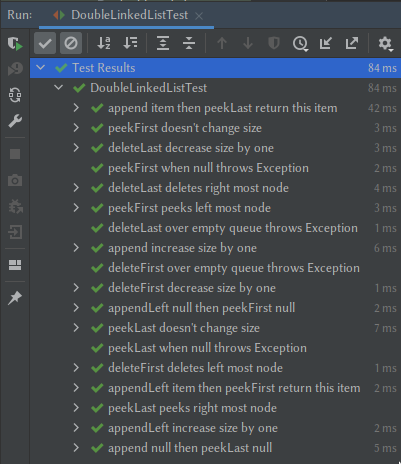 Run: DoubleLinkedListTest
Test Results 84 ms
DoubleLinkedListTest 84 ms
append item then peekLast return this item 42 ms
peekFirst doesn't change size 3 ms
deleteLast decrease size by one 3 ms
peekFirst when null throws Exception 2 ms
deleteLast deletes right most node 4 ms
peekFirst peeks left most node 3 ms
deleteLast over empty queue throws Exception 1 ms
append increase size by one 6 ms
deleteFirst over empty queue throws Exception
deleteFirst decrease size by one 1 ms
appendLeft null then peekFirst null 2 ms
peekLast doesn't change size 7 ms
peekLast when null throws Exception
deleteFirst deletes left most node 1 ms
appendLeft item then peekFirst return this item 2 ms
peekLast peeks right most node
appendLeft increase size by one 2 ms
append null then peekLast null 5 ms